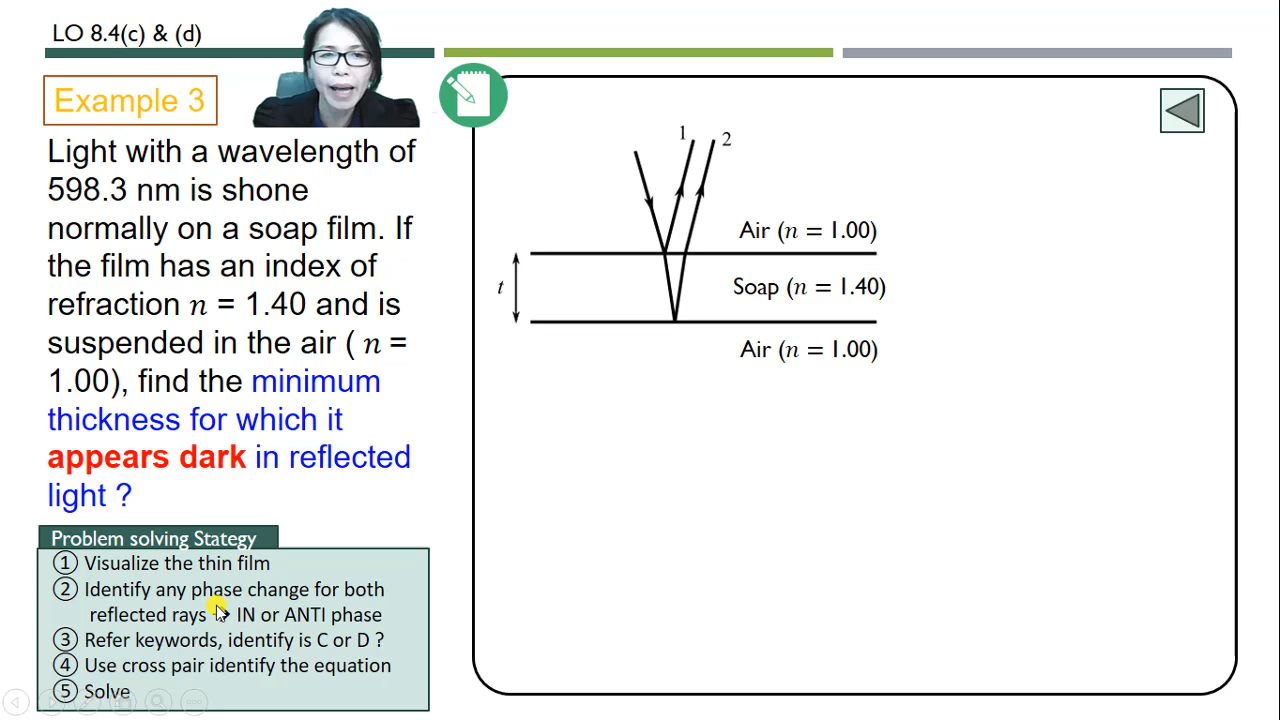 LO 8.4(c) & (d)
Example 3
Light with a wavelength of
598.3 nm is shone
normally on a soap film. If
the film has an index of
refraction n = 1.40 and is
suspended in the air ( n =
1.00), find the minimum
thickness for which it
appears dark in reflected
light ?
Problem solving Stategy
① Visualize the thin film
② Identify any phase change for both
reflected rays → IN or ANTI phase
③ Refer keywords, identify is C or D ?
④ Use cross pair identify the equation
⑤ Solve
1
2
Air (n = 1.00)
t
Soap (n = 1.40)
Air (n = 1.00)